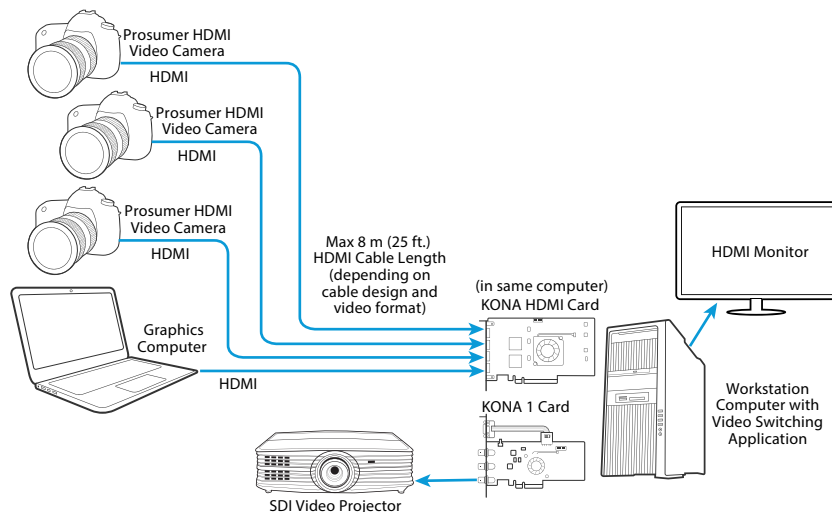 Prosumer HDMI
Video Camera
HDMI
Prosumer HDMI
Video Camera
HDMI
Prosumer HDMI
Video Camera
HDMI
Max 8 m (25 ft.)
HDMI Cable Length
(depending on
cable design and
video format)
(in same computer)
KONA HDMI Card
HDMI Monitor
Graphics
Computer
HDMI
KONA 1 Card
Workstation
Computer with
Video Switching
Application
SDI Video Projector